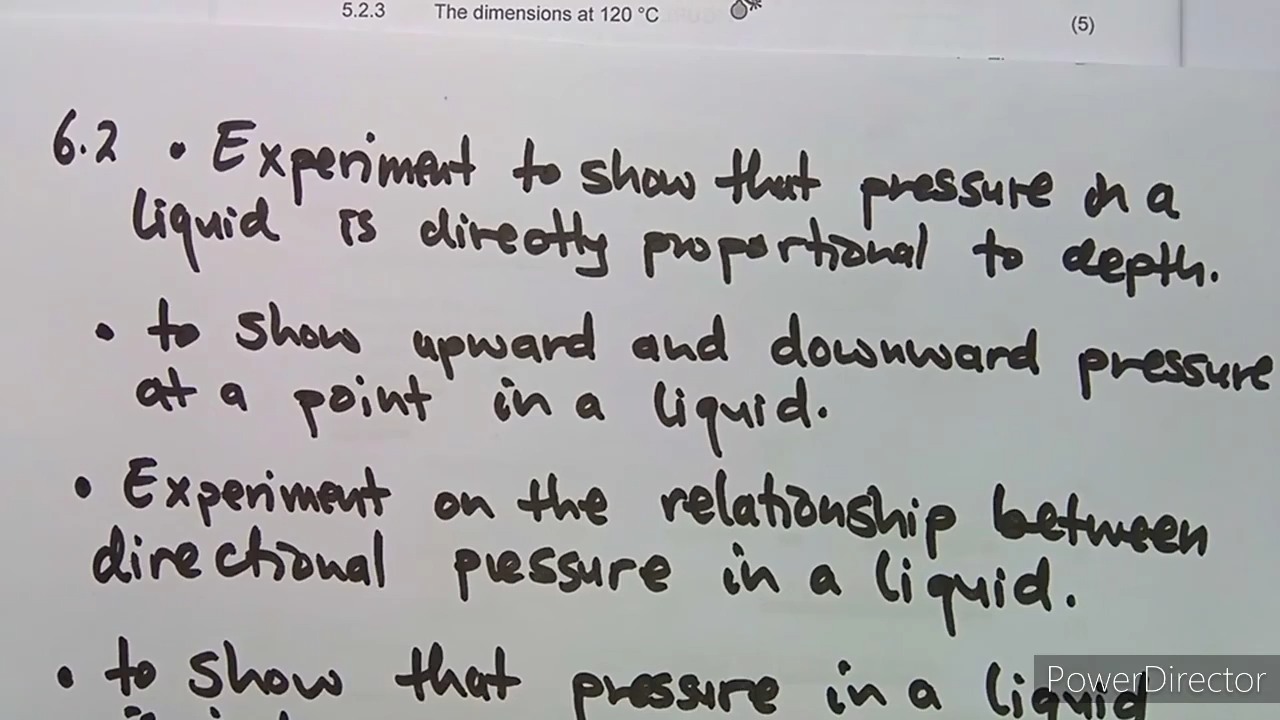 5.2.3 The dimensions at 120 °C (5)
6.2 • Experiment to show that pressure in a
liquid is directly proportional to depth.
• to show upward and downward pressure
at a point in a liquid.
• Experiment on the relationship between
directional pressure in a liquid.
• to show that pressure in a liquid
PowerDirector